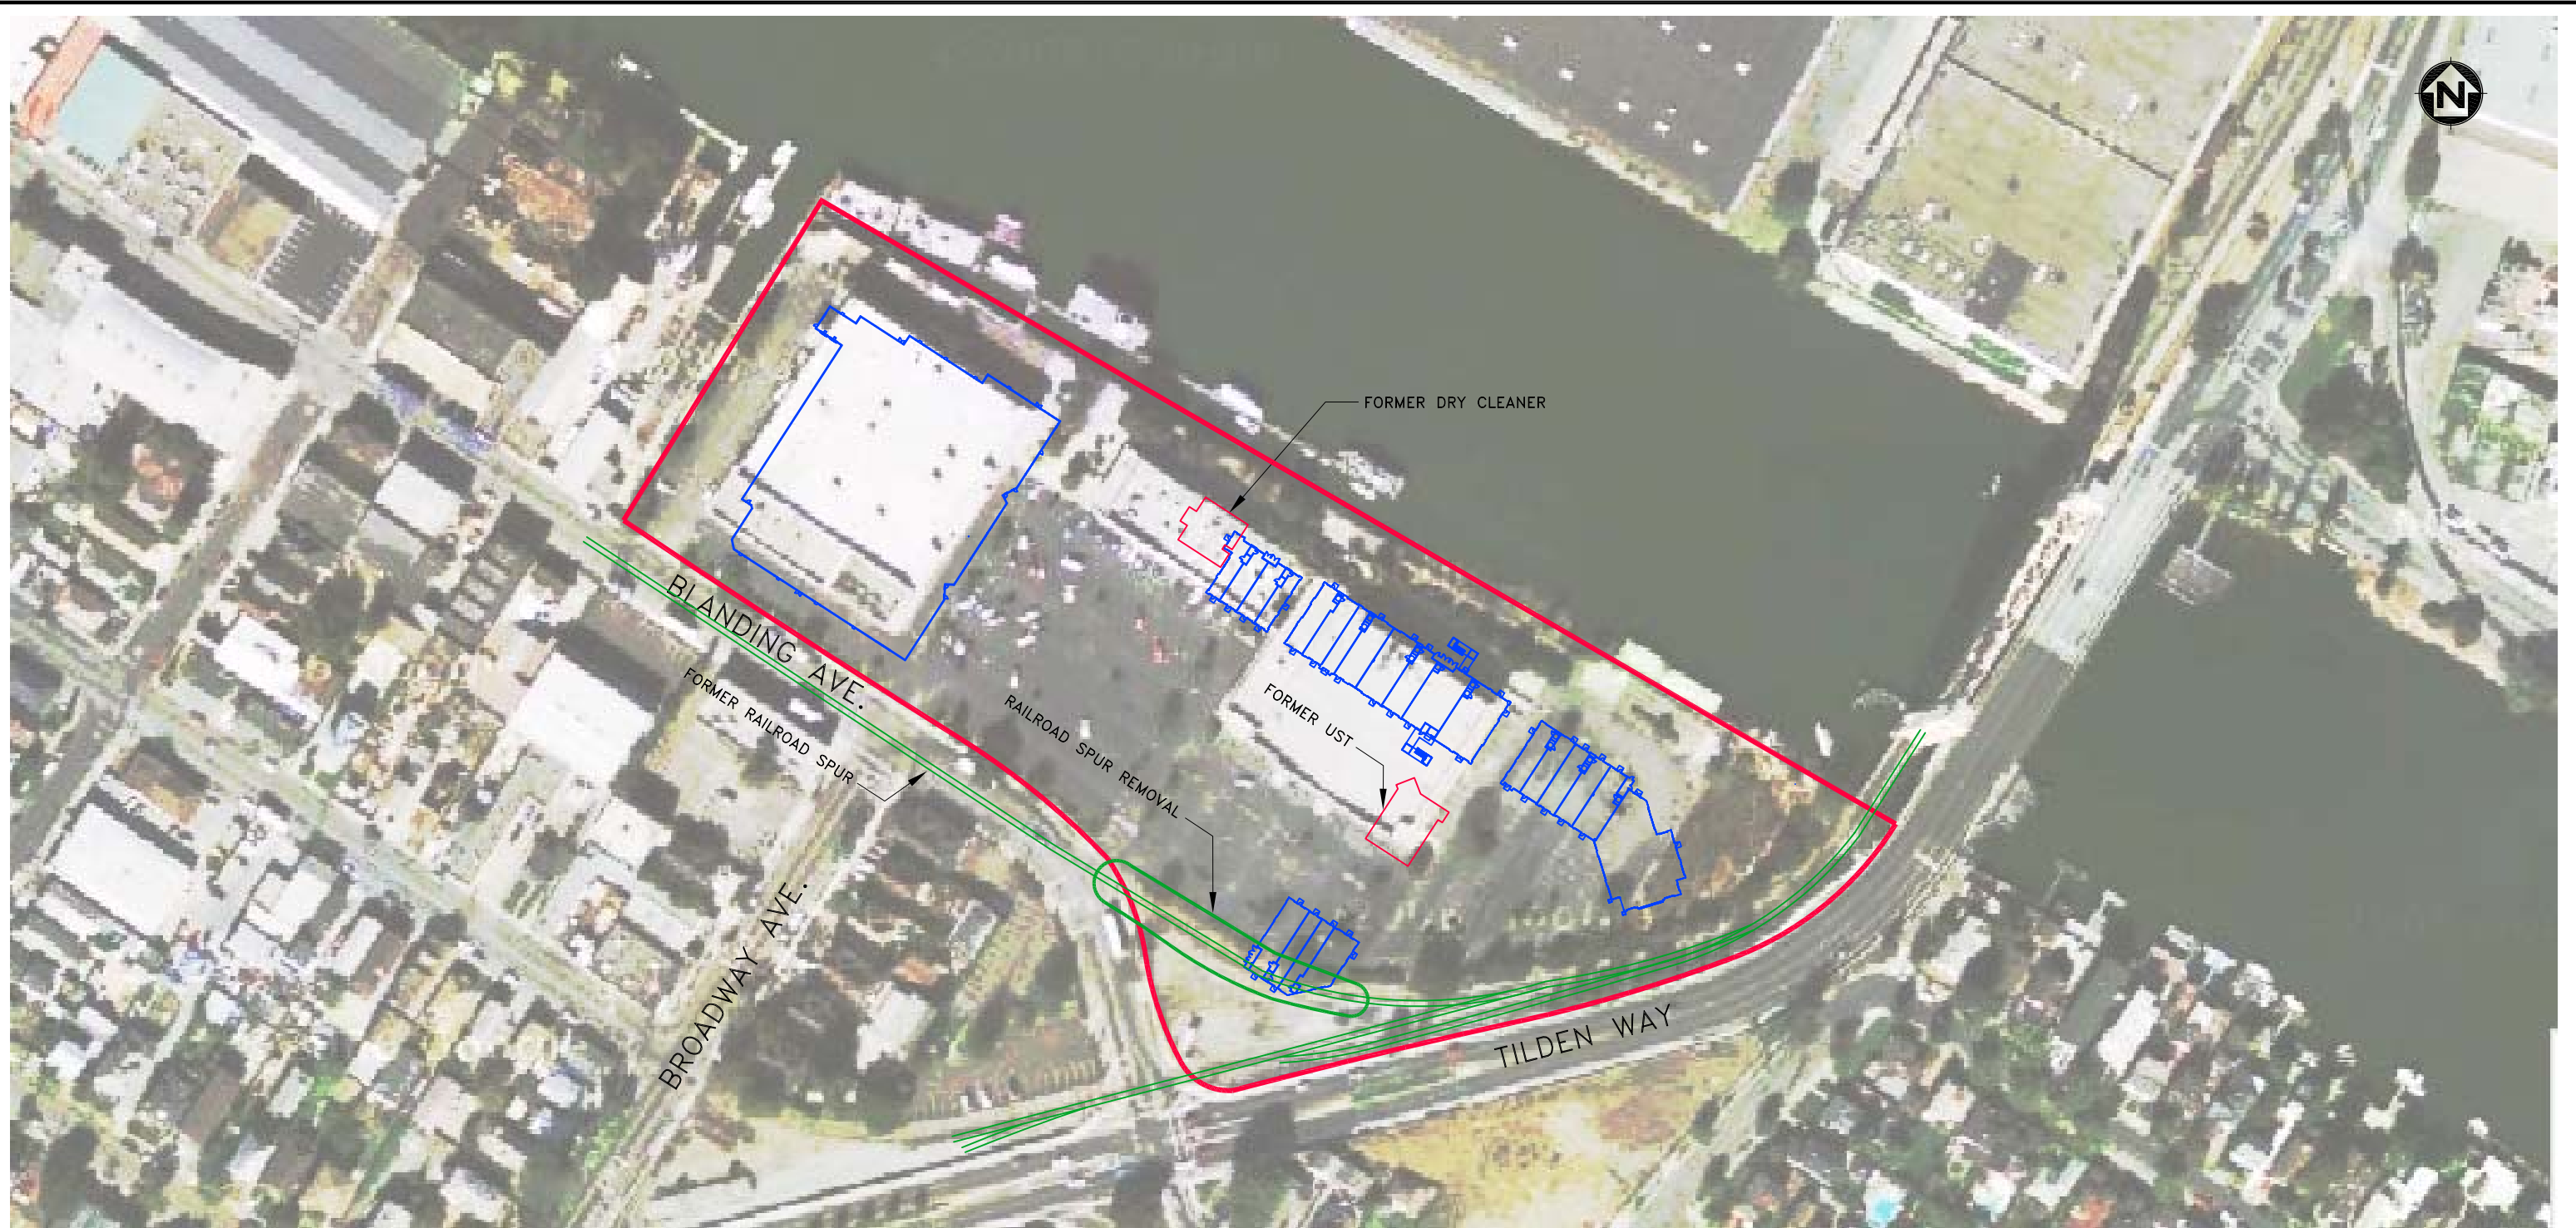 N
FORMER DRY CLEANER
BLANDING AVE.
FORMER RAILROAD SPUR
RAILROAD SPUR REMOVAL
FORMER UST
BROADWAY AVE.
TILDEN WAY